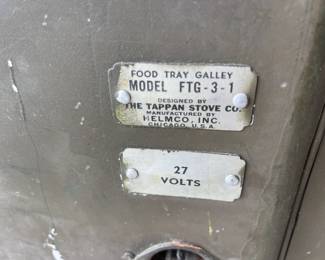 FOOD TRAY GALLEY
MODEL FTG-3-1
DESIGNED BY
THE TAPPAN STOVE CO.
MANUFACTURED BY
HELMCO, INC.
CHICAGO, U.S.A.
27
VOLTS